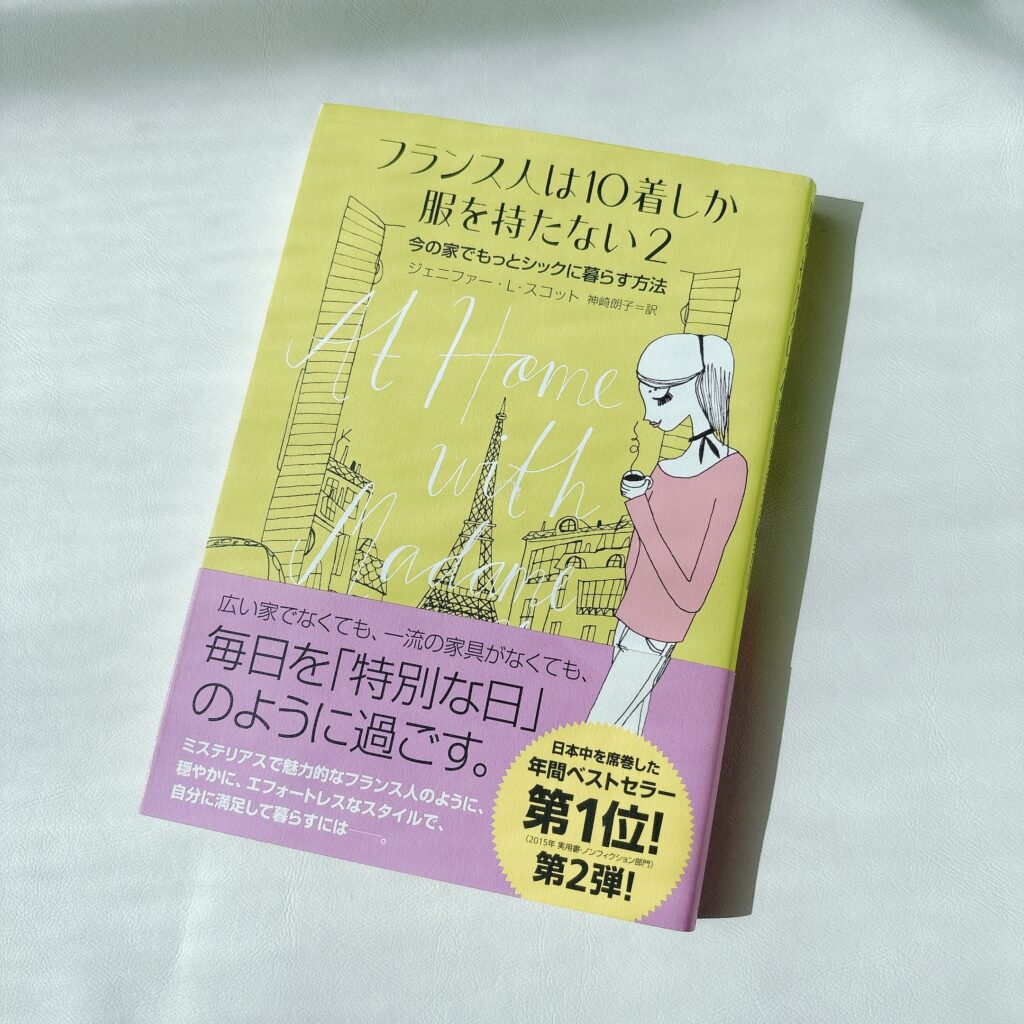 フランス人は10着しか
服を持たない2
今の家でもっとシックに暮らす方法
ジェニファー・L・スコット 神崎朗子=訳
At Home
with
Madame
広い家でなくても、一流の家具がなくても、
毎日を「特別な日」
のように過ごす。
ミステリアスで魅力的なフランス人のように、
穏やかに、エフォートレスなスタイルで、
自分に満足して暮らすには――。
日本中を席巻した
年間ベストセラー
第1位!
(2015年 実用書・ノンフィクション部門)
第2弾!